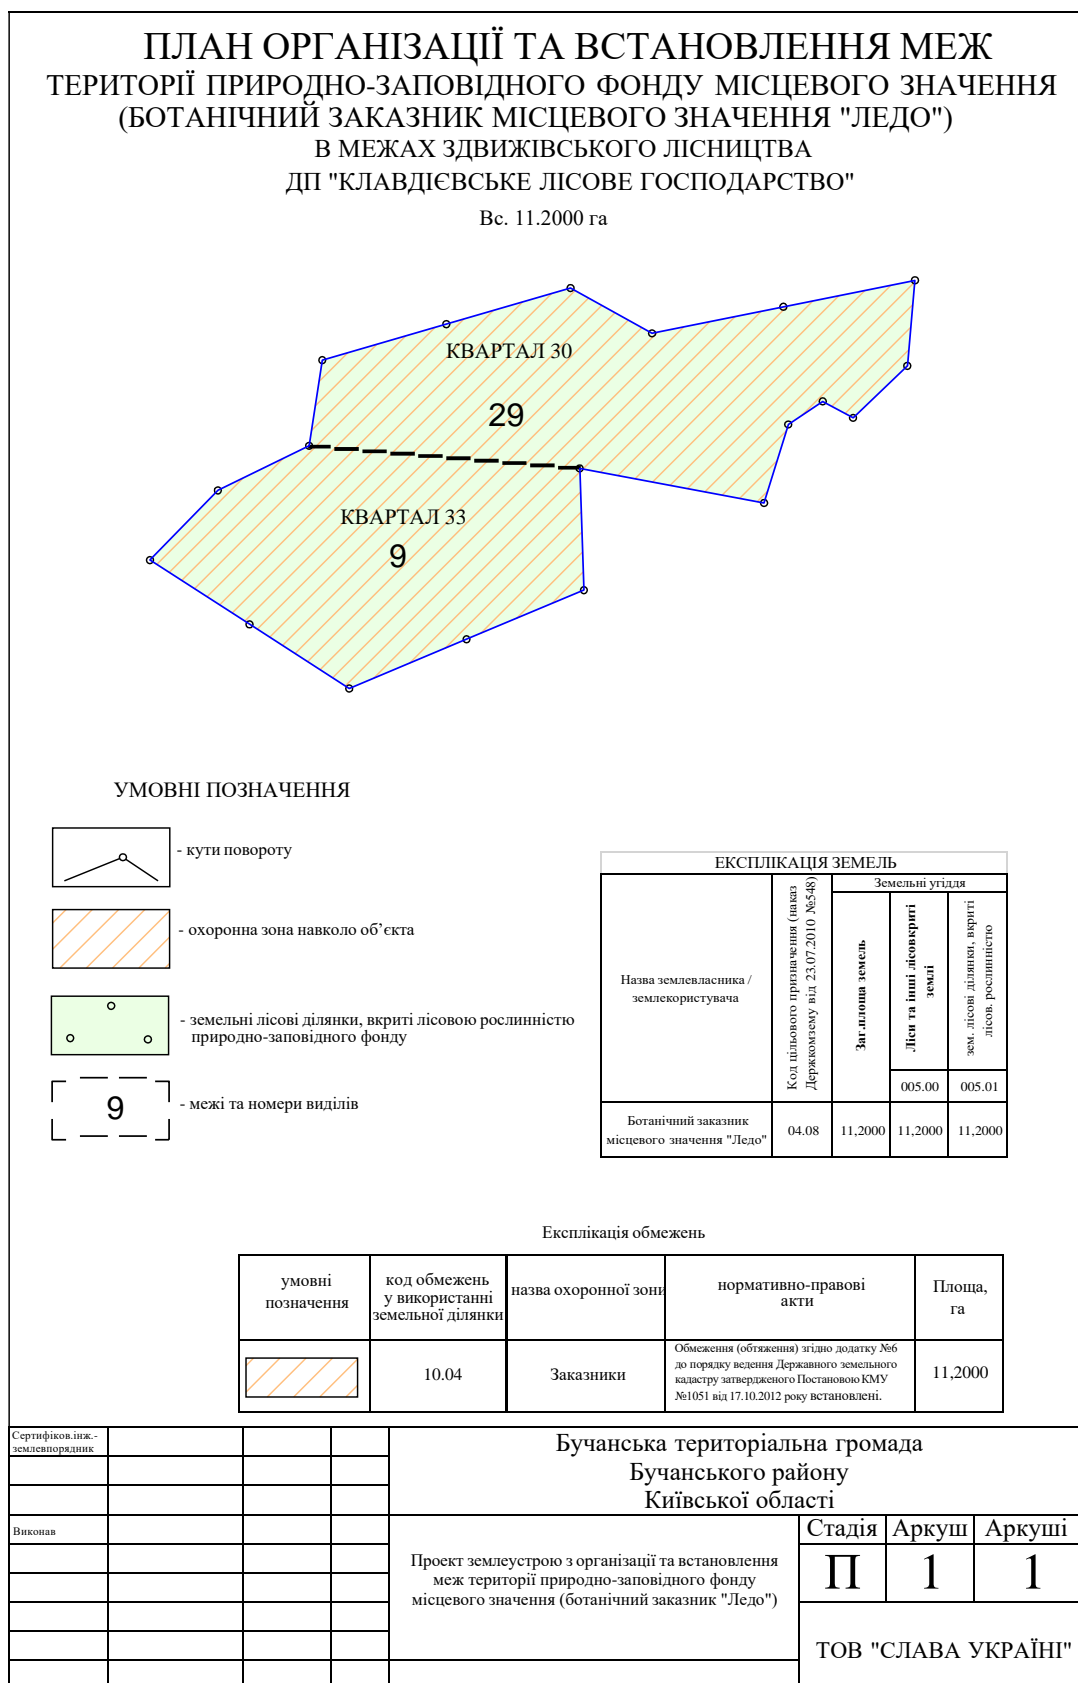 ПЛАН ОРГАНІЗАЦІЇ ТА ВСТАНОВЛЕННЯ МЕЖ
ТЕРИТОРІЇ ПРИРОДНО-ЗАПОВІДНОГО ФОНДУ МІСЦЕВОГО ЗНАЧЕННЯ
(БОТАНІЧНИЙ ЗАКАЗНИК МІСЦЕВОГО ЗНАЧЕННЯ "ЛЕДО")
В МЕЖАХ ЗДВИЖІВСЬКОГО ЛІСНИЦТВА
ДП "КЛАВДІЄВСЬКЕ ЛІСОВЕ ГОСПОДАРСТВО"
Вс. 11.2000 га
КВАРТАЛ 30
29
КВАРТАЛ 33
9
УМОВНІ ПОЗНАЧЕННЯ
- кути повороту
- охоронна зона навколо об’єкта
- земельні лісові ділянки, вкриті лісовою рослинністю
природно-заповідного фонду
9
- межі та номери виділів
ЕКСПЛІКАЦІЯ ЗЕМЕЛЬ
Назва землевласника /
землекористувача
Код цільового призначення (наказ
Держкомзему від 23.07.2010 №548)
Земельні угіддя
Заг.площа земель
Ліси та інші лісовкриті
землі
зем. лісові ділянки, вкриті
лісов. рослинністю
005.00
005.01
Ботанічний заказник
місцевого значення "Ледо"
04.08
11,2000
11,2000
11,2000
Експлікація обмежень
умовні
позначення
код обмежень
у використанні
земельної ділянки
назва охоронної зони
нормативно-правові
акти
Площа,
га
10.04
Заказники
Обмеження (обтяження) згідно додатку №6
до порядку ведення Державного земельного
кадастру затвердженого Постановою КМУ
№1051 від 17.10.2012 року встановлені.
11,2000
Сертифіков.інж.-
землевпорядник
Бучанська територіальна громада
Бучанського району
Київської області
Виконав
Проект землеустрою з організації та встановлення
меж території природно-заповідного фонду
місцевого значення (ботанічний заказник "Ледо")
Стадія
Аркуш
Аркуші
П
1
1
ТОВ "СЛАВА УКРАЇНІ"